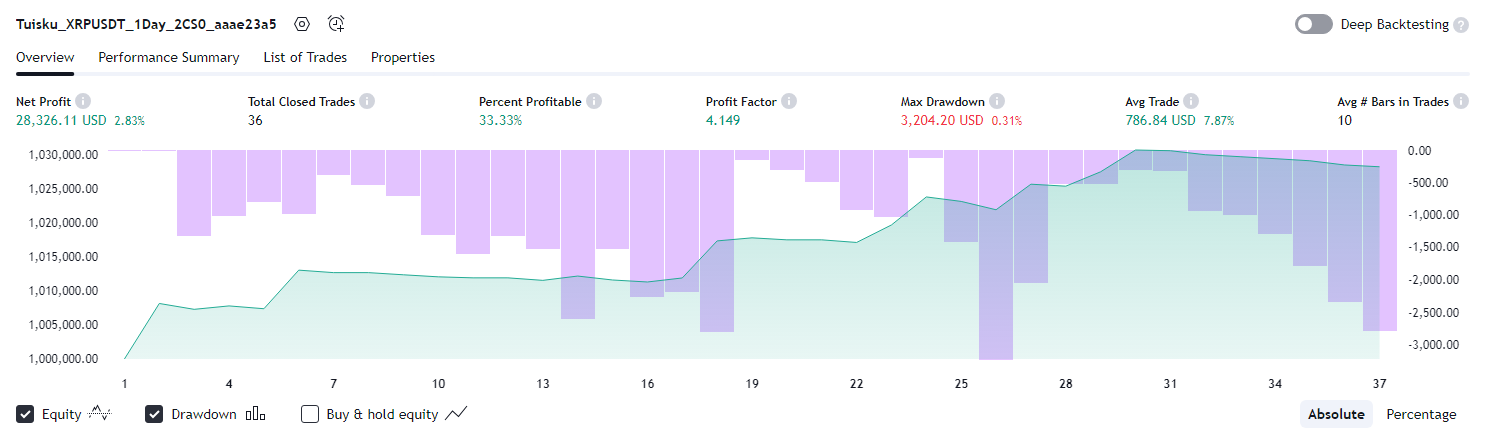 Tuisku_XRPUSDT_1Day_2CS0_aaae23a5
Deep Backtesting ?
Overview Performance Summary List of Trades Properties
Net Profit i Total Closed Trades i Percent Profitable i Profit Factor i Max Drawdown i Avg Trade i Avg # Bars in Trades i
28,326.11 USD 2.83% 36 33.33% 4.149 3,204.20 USD 0.31% 786.84 USD 7.87% 10
1,030,000.00 0.00
1,025,000.00 -500.00
1,020,000.00 -1,000.00
1,015,000.00 -1,500.00
1,010,000.00 -2,000.00
1,005,000.00 -2,500.00
1,000,000.00 -3,000.00
1 4 7 10 13 16 19 22 25 28 31 34 37
Equity Drawdown Buy & hold equity Absolute Percentage